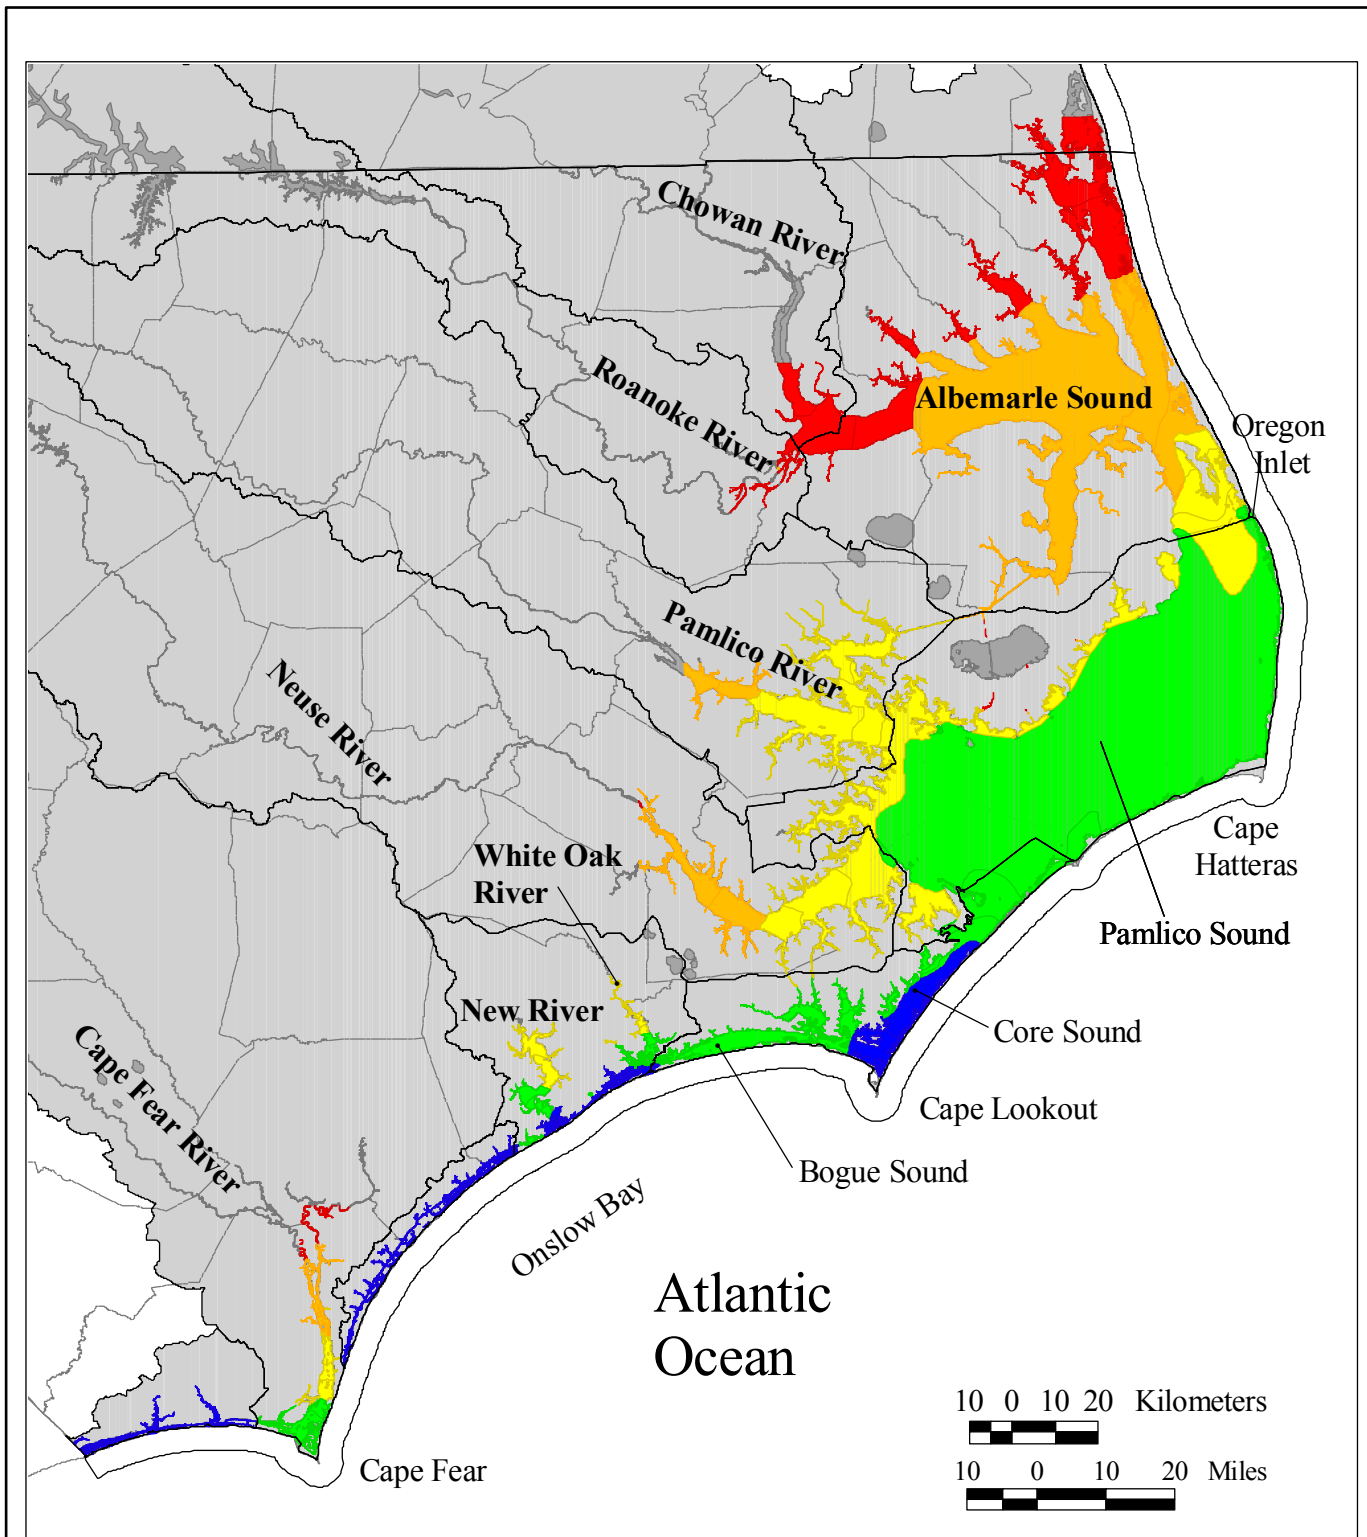 Chowan River
Roanoke River
Albemarle Sound
Oregon
Inlet
Pamlico River
Neuse River
White Oak
River
Cape
Hatteras
Pamlico Sound
New River
Core Sound
Cape Fear River
Cape Lookout
Bogue Sound
Onslow Bay
Atlantic
Ocean
10 0 10 20 Kilometers
Cape Fear
10 0 10 20 Miles